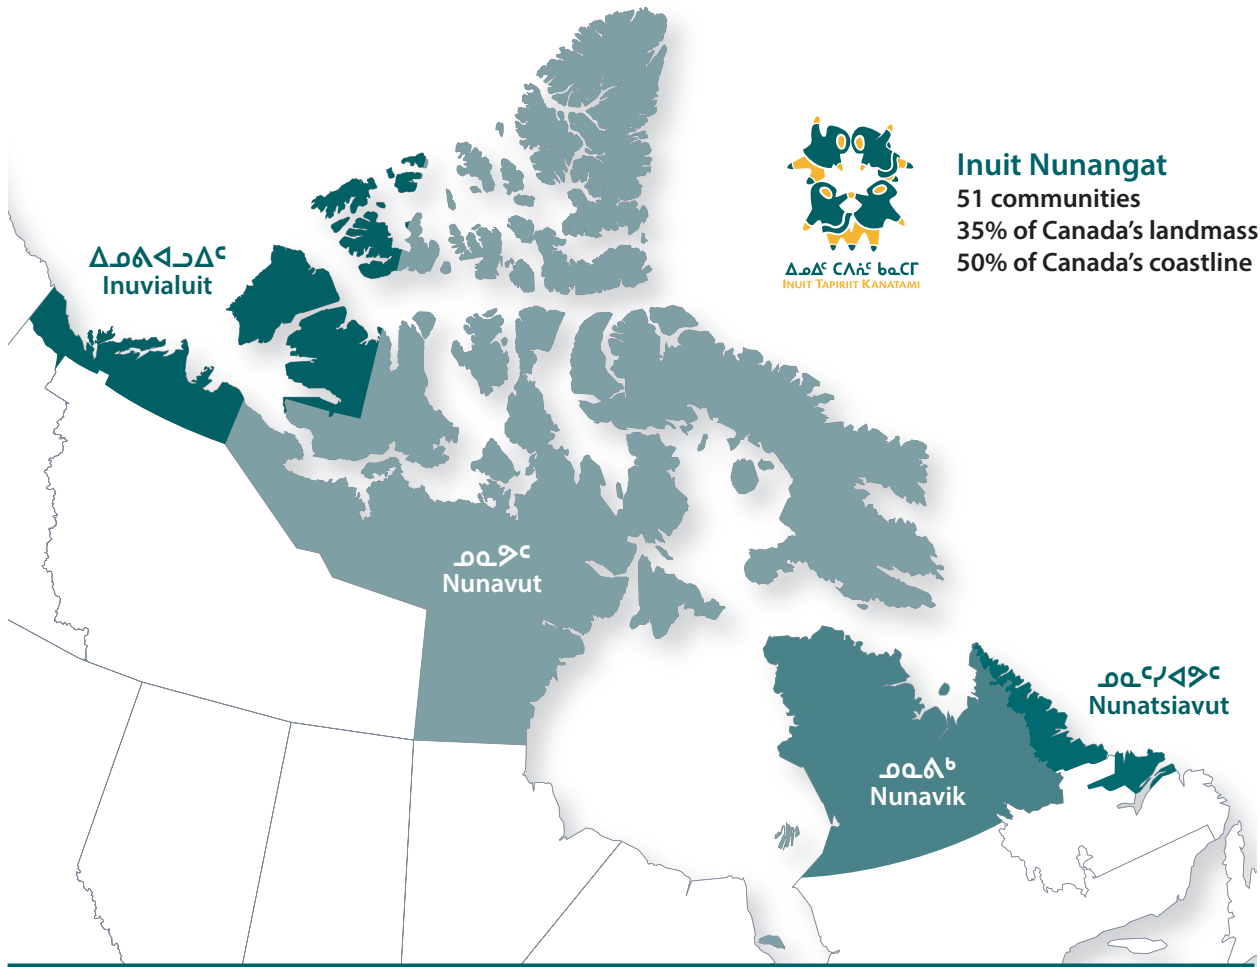 Inuit Nunangat
51 communities
35% of Canada's landmass
50% of Canada's coastline
ᐃᓄᐃᑦ ᑕᐱᕇᑦ ᑲᓇᑕᒥ
INUIT TAPIRIIT KANATAMI
ᐃᓄᕕᐊᓗᐃᑦ
Inuvialuit
ᓄᓇᕗᑦ
Nunavut
ᓄᓇᑦᓯᐊᕗᑦ
Nunatsiavut
ᓄᓇᕕᒃ
Nunavik